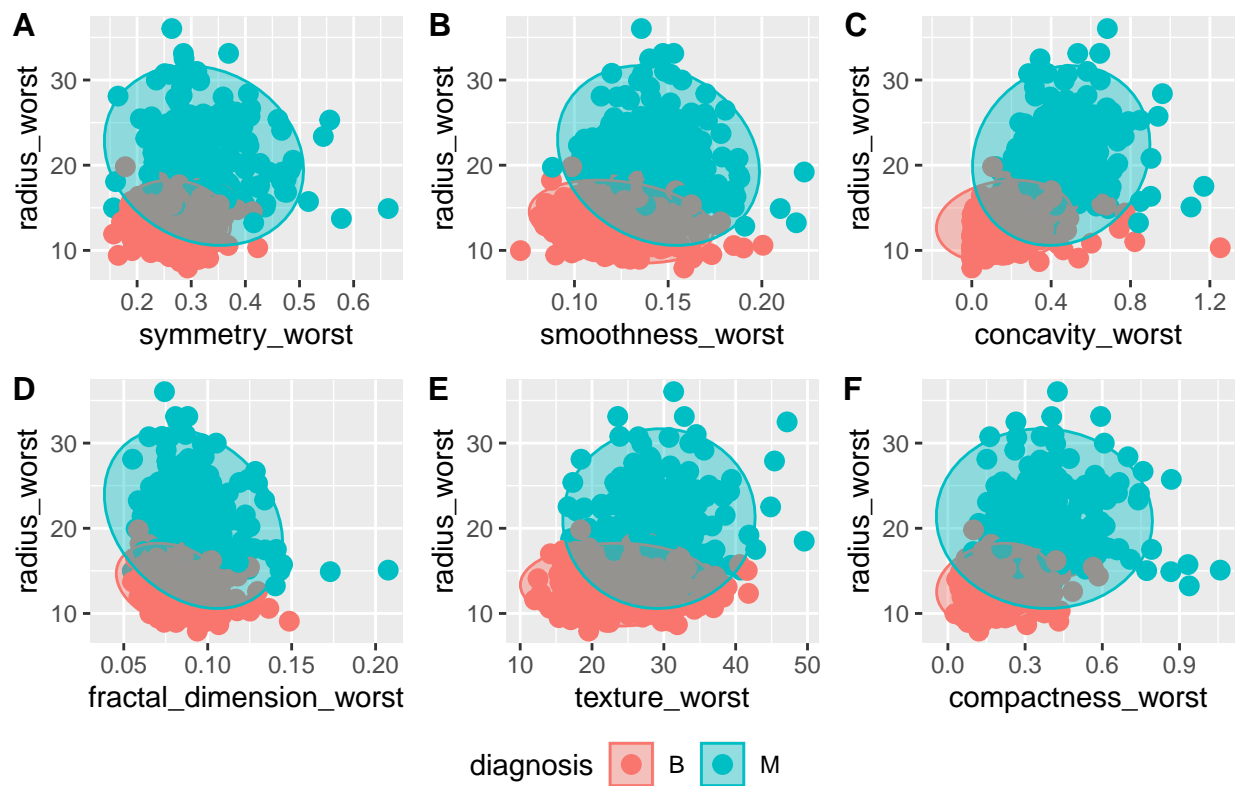 A B C
radius_worst radius_worst radius_worst
30 30 30
20 20 20
10 10 10
0.2 0.3 0.4 0.5 0.6 0.10 0.15 0.20 0.0 0.4 0.8 1.2
symmetry_worst smoothness_worst concavity_worst
D E F
radius_worst radius_worst radius_worst
30 30 30
20 20 20
10 10 10
0.05 0.10 0.15 0.20 10 20 30 40 50 0.0 0.3 0.6 0.9
fractal_dimension_worst texture_worst compactness_worst
diagnosis B M